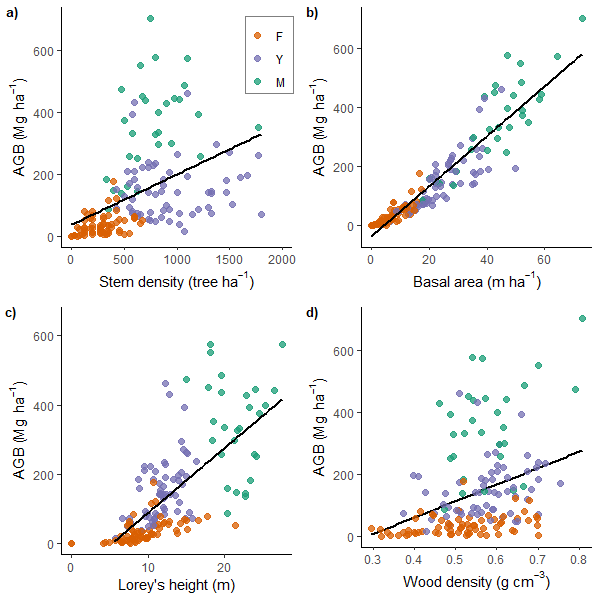 a)
F
Y
M
600
400
200
0
AGB (Mg ha⁻¹)
0 500 1000 1500 2000
Stem density (tree ha⁻¹)
b)
600
400
200
0
AGB (Mg ha⁻¹)
0 20 40 60
Basal area (m ha⁻¹)
c)
600
400
200
0
AGB (Mg ha⁻¹)
0 10 20
Lorey's height (m)
d)
600
400
200
0
AGB (Mg ha⁻¹)
0.3 0.4 0.5 0.6 0.7 0.8
Wood density (g cm⁻³)